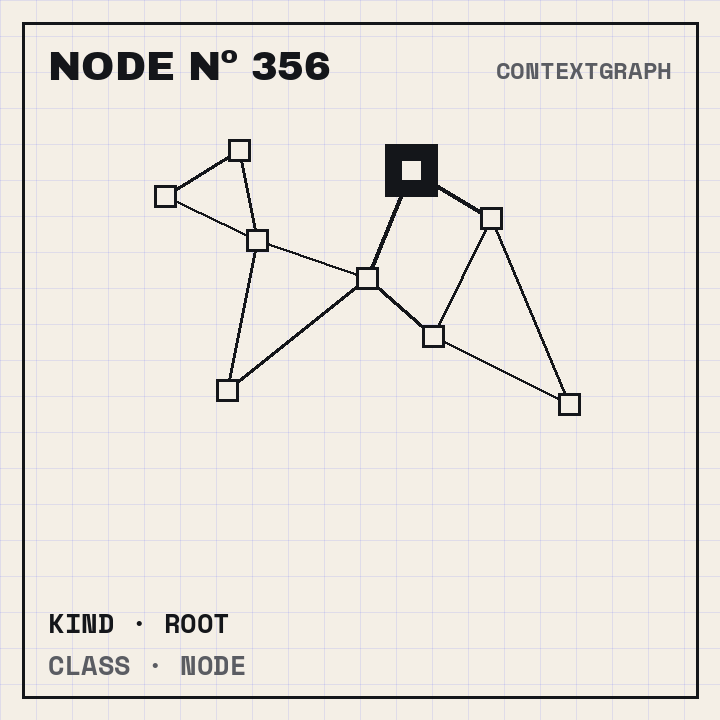 NODE Nº 356
CONTEXTGRAPH
KIND · ROOT
CLASS · NODE